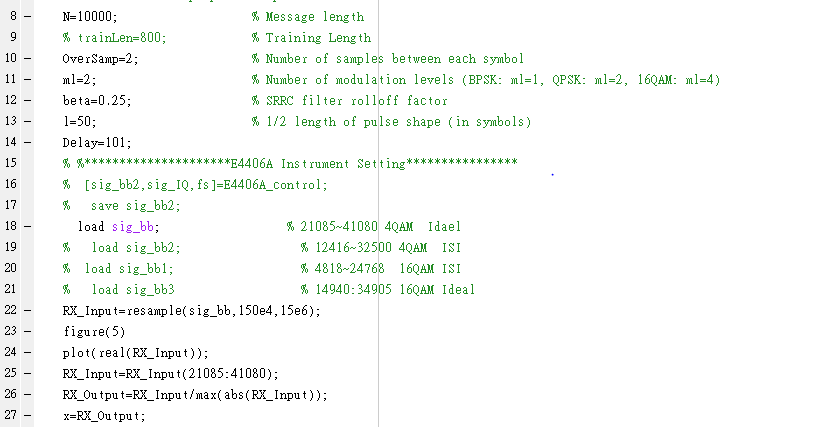 8 - N=10000; % Message length
9 % trainLen=800; % Training Length
10 - OverSamp=2; % Number of samples between each symbol
11 - ml=2; % Number of modulation levels (BPSK: ml=1, QPSK: ml=2, 16QAM: ml=4)
12 - beta=0.25; % SRRC filter rolloff factor
13 - l=50; % 1/2 length of pulse shape (in symbols)
14 - Delay=101;
15 % %*********************E4406A Instrument Setting****************
16 % [sig_bb2,sig_IQ,fs]=E4406A_control;
17 % save sig_bb2;
18 - load sig_bb; % 21085~41080 4QAM Idael
19 % load sig_bb2; % 12416~32500 4QAM ISI
20 % load sig_bb1; % 4818~24768 16QAM ISI
21 % load sig_bb3 % 14940:34905 16QAM Ideal
22 - RX_Input=resample(sig_bb,150e4,15e6);
23 - figure(5)
24 - plot(real(RX_Input));
25 - RX_Input=RX_Input(21085:41080);
26 - RX_Output=RX_Input/max(abs(RX_Input));
27 - x=RX_Output;